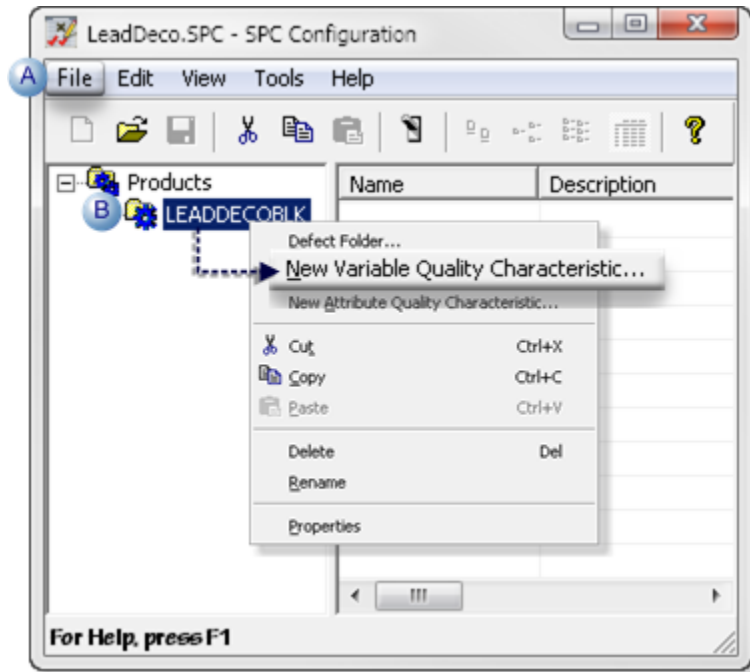 LeadDeco.SPC - SPC Configuration
A File Edit View Tools Help
Products
Name Description
B LEADDECOBLK
Defect Folder...
New Variable Quality Characteristic...
New Attribute Quality Characteristic...
Cut Ctrl+X
Copy Ctrl+C
Paste Ctrl+V
Delete Del
Rename
Properties
For Help, press F1